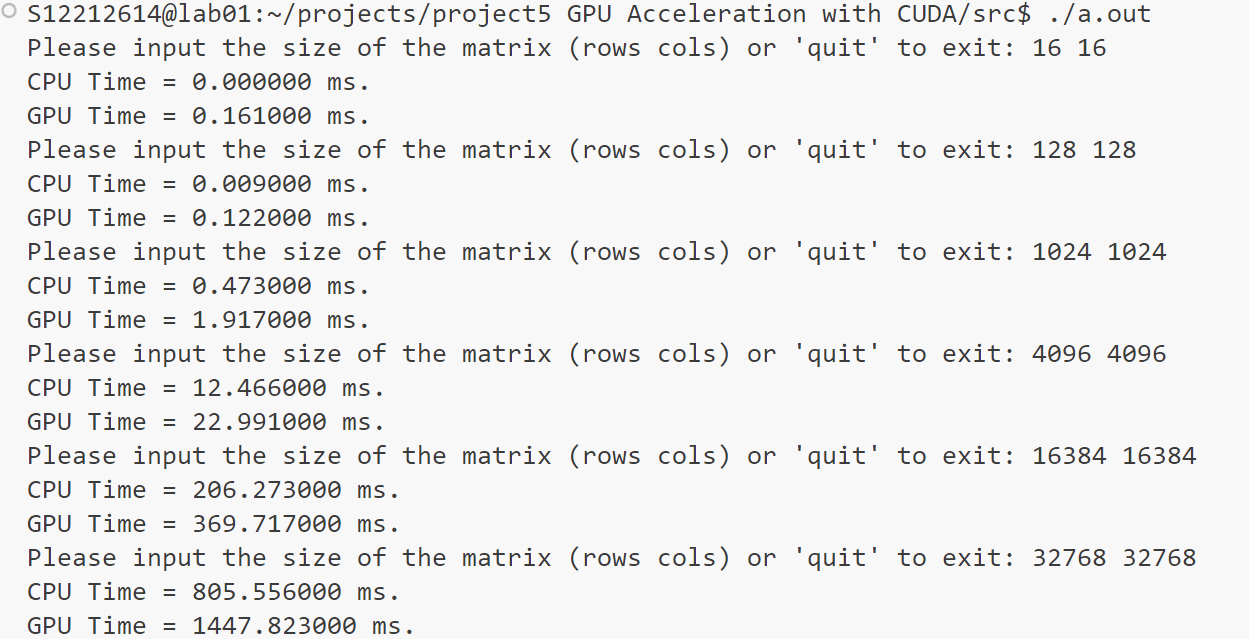 S12212614@lab01:~/projects/project5 GPU Acceleration with CUDA/src$ ./a.out
Please input the size of the matrix (rows cols) or 'quit' to exit: 16 16
CPU Time = 0.000000 ms.
GPU Time = 0.161000 ms.
Please input the size of the matrix (rows cols) or 'quit' to exit: 128 128
CPU Time = 0.009000 ms.
GPU Time = 0.122000 ms.
Please input the size of the matrix (rows cols) or 'quit' to exit: 1024 1024
CPU Time = 0.473000 ms.
GPU Time = 1.917000 ms.
Please input the size of the matrix (rows cols) or 'quit' to exit: 4096 4096
CPU Time = 12.466000 ms.
GPU Time = 22.991000 ms.
Please input the size of the matrix (rows cols) or 'quit' to exit: 16384 16384
CPU Time = 206.273000 ms.
GPU Time = 369.717000 ms.
Please input the size of the matrix (rows cols) or 'quit' to exit: 32768 32768
CPU Time = 805.556000 ms.
GPU Time = 1447.823000 ms.